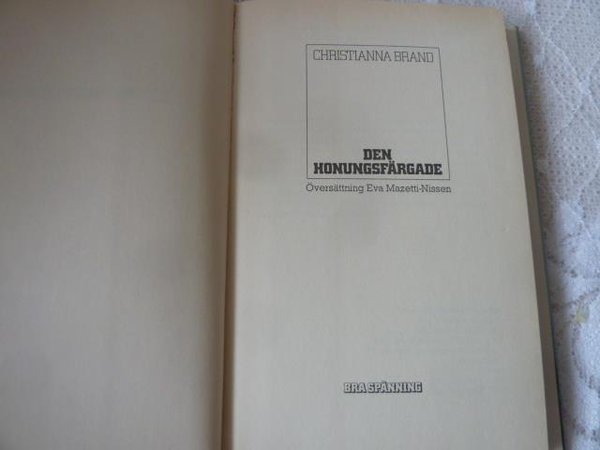 CHRISTIANNA BRAND
DEN
HONUNGSFÄRGADE
Översättning Eva Mazetti-Nissen
BRA SPÄNNING